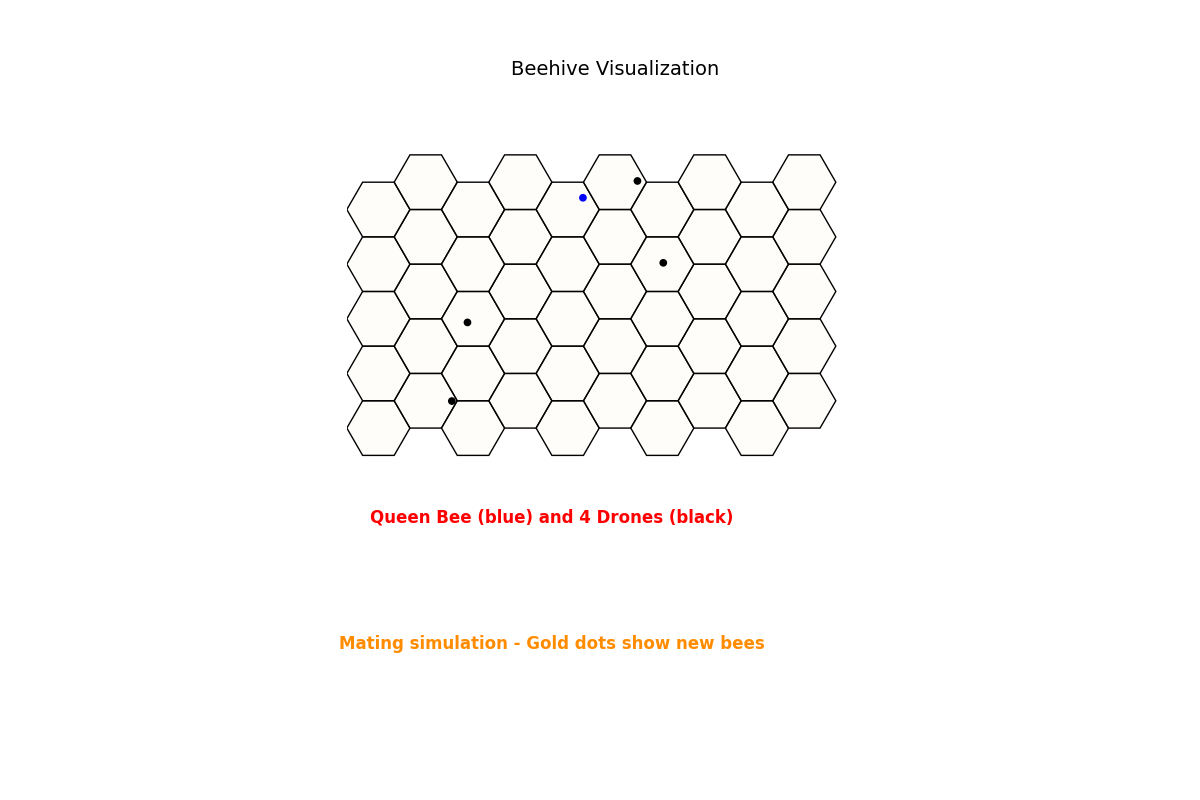 Beehive Visualization
Queen Bee (blue) and 4 Drones (black)
Mating simulation - Gold dots show new bees